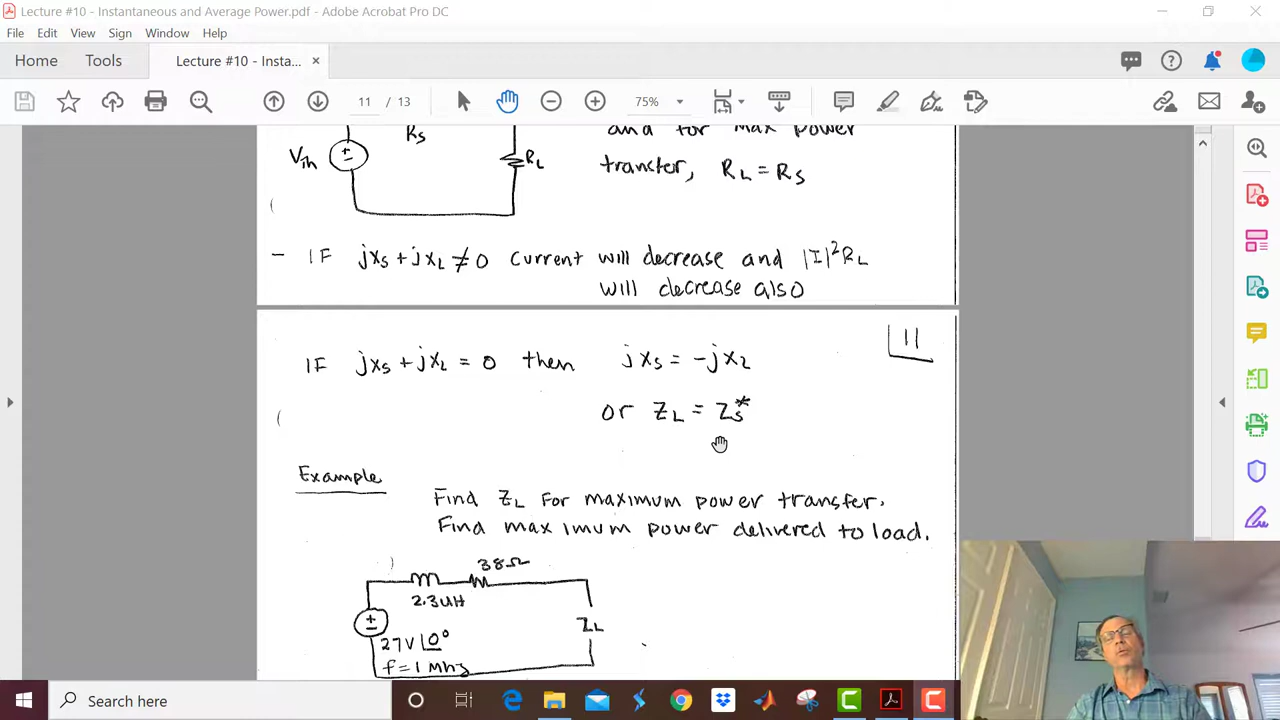 Lecture #10 - Instantaneous and Average Power.pdf - Adobe Acrobat Pro DC
File Edit View Sign Window Help
Home Tools Lecture #10 - Insta... ×
11 / 13 75%
Vth Rs RL
and for max power
transfer, RL = Rs
- IF jxs + jxL ≠ 0 current will decrease and |I|²RL
will decrease also
11
IF jxs + jxL = 0 then jxs = -jxL
or ZL = Zs*
Example
Find ZL for maximum power transfer.
Find maximum power delivered to load.
38Ω
2.3uH
ZL
27V|0°
f = 1 Mhz
Search here